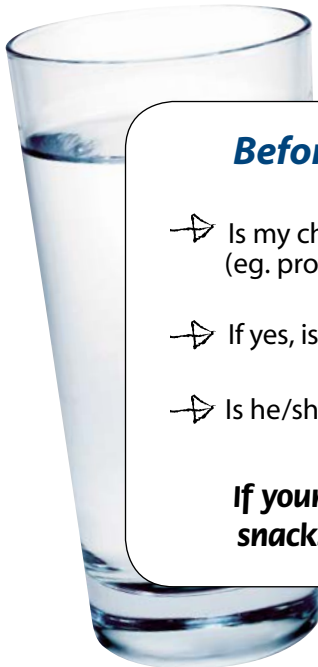 Befor
Is my ch
(eg. pro
If yes, is
Is he/sh
If your
snack